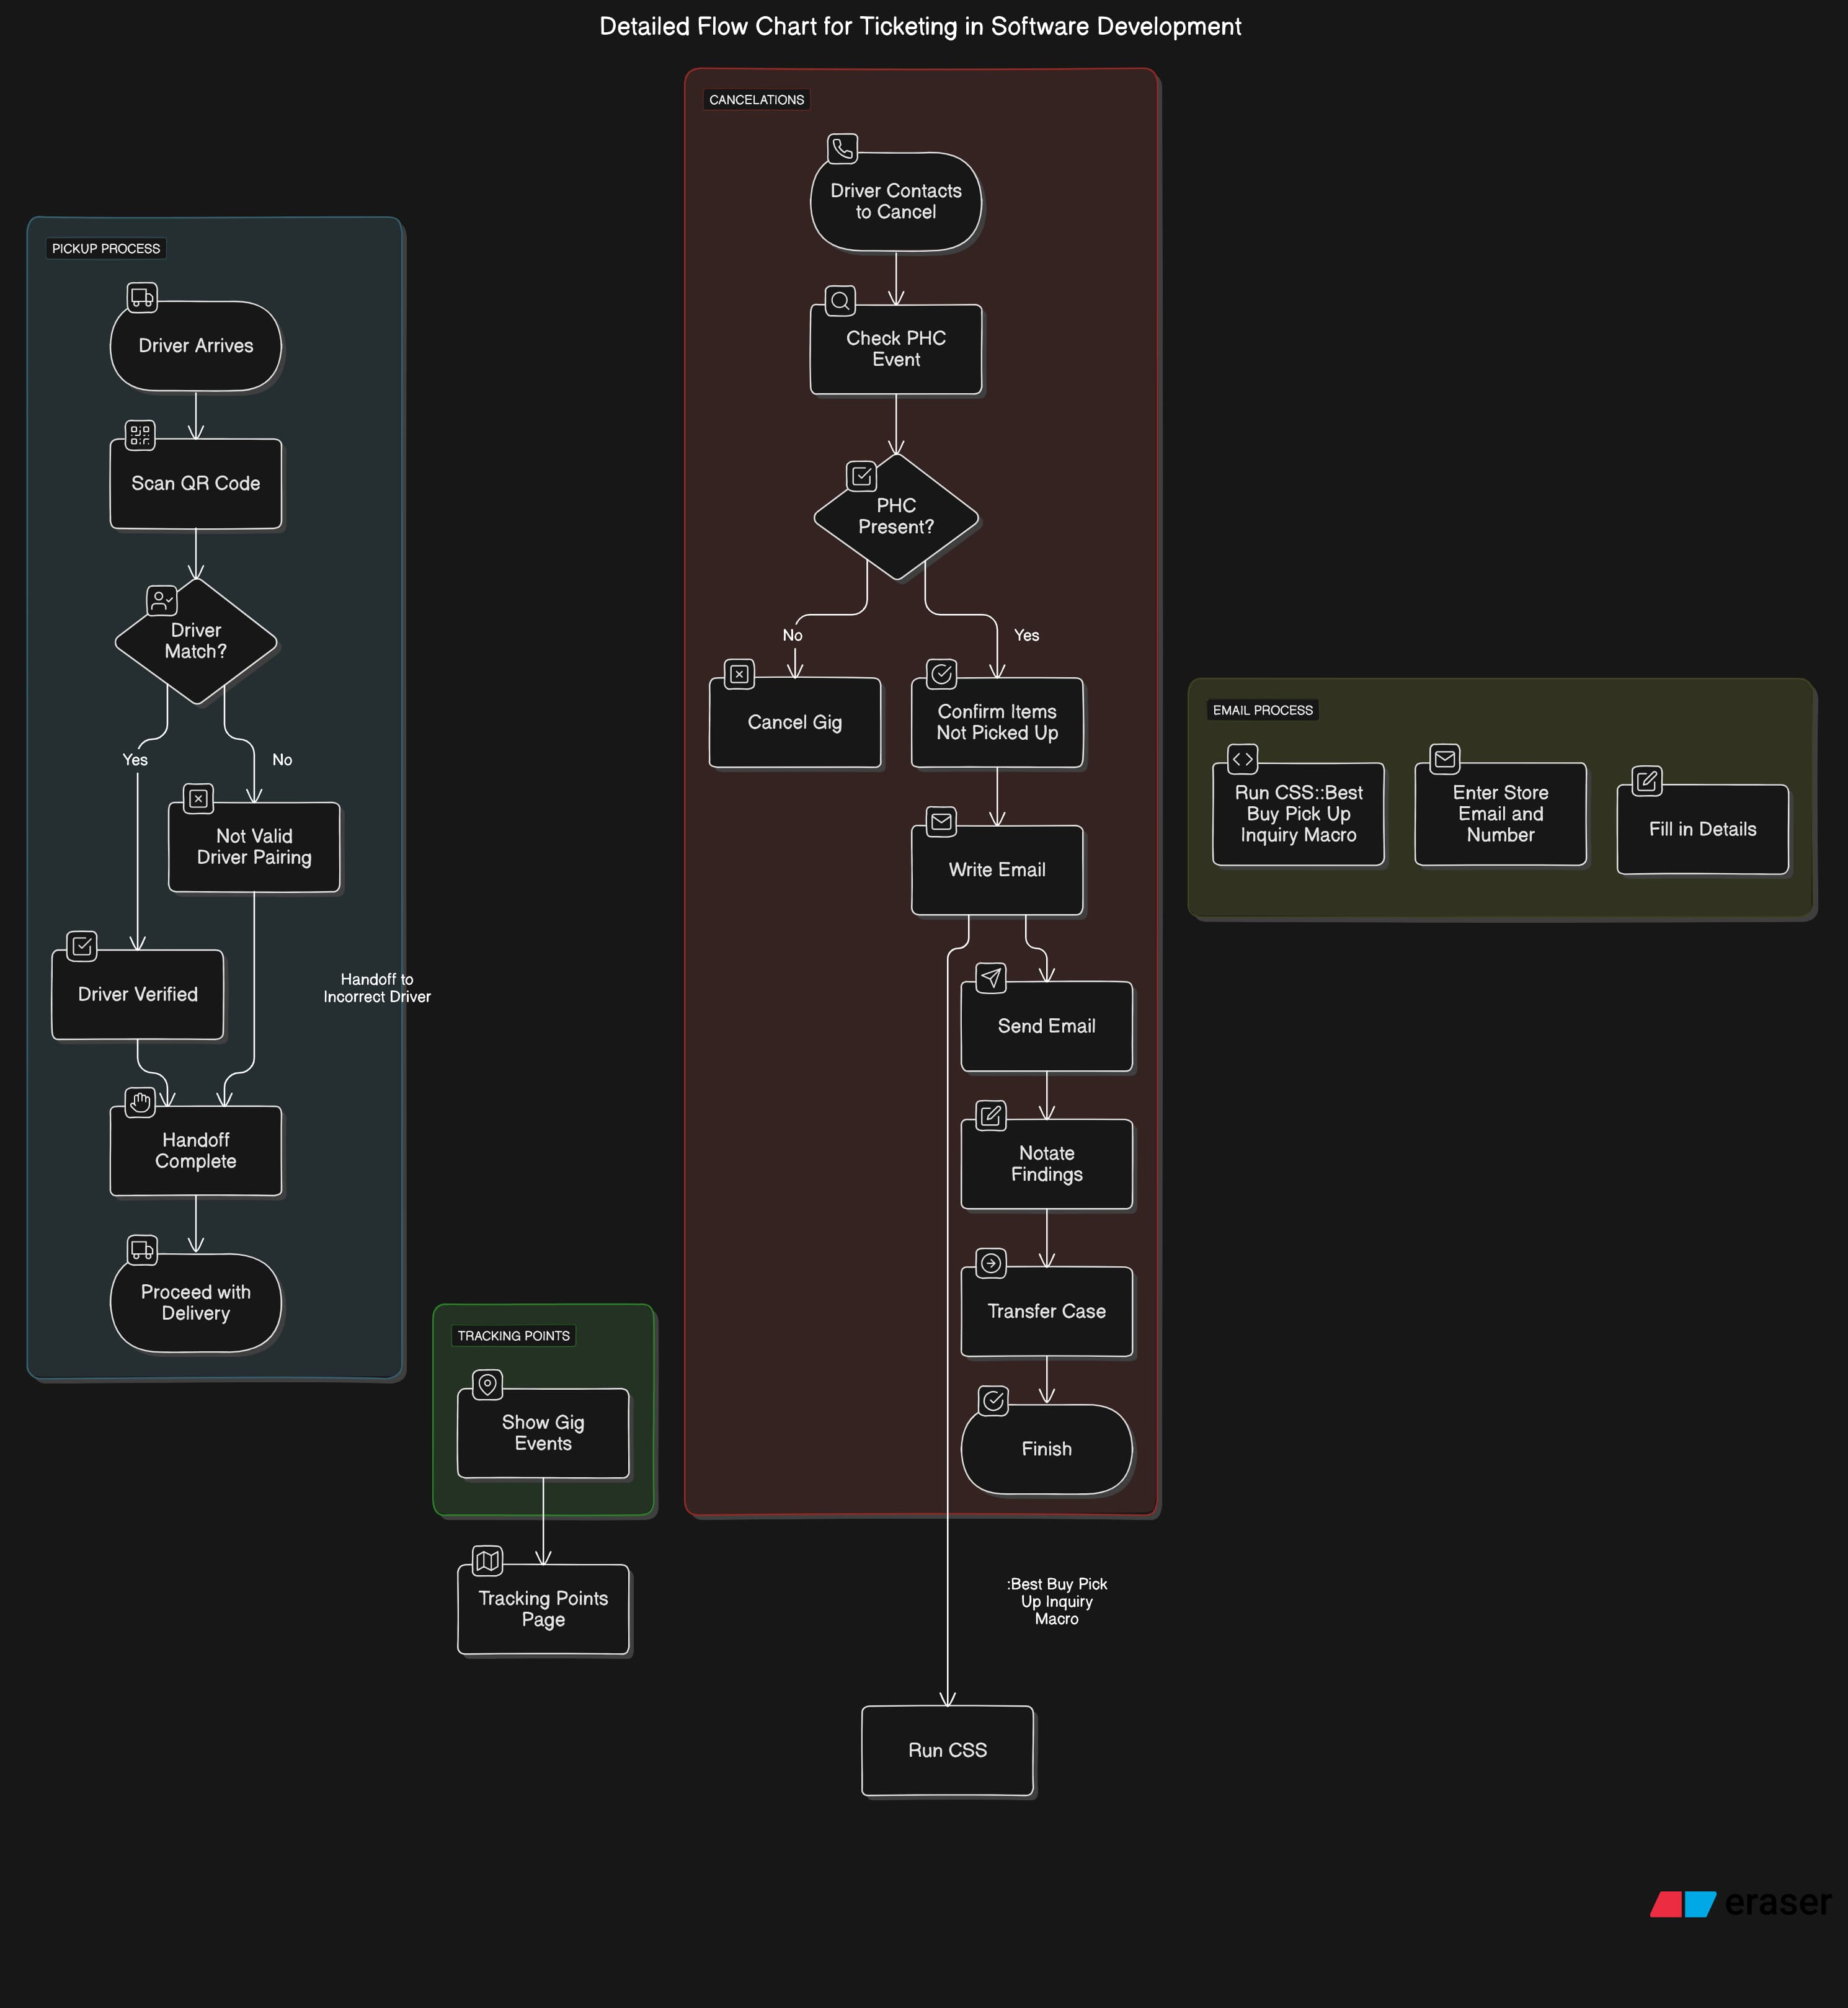 Detailed Flow Chart for Ticketing in Software Development
PICKUP PROCESS
Driver Arrives
Scan QR Code
Driver
Match?
Yes
No
Not Valid
Driver Pairing
Driver Verified
Handoff to
Incorrect Driver
Handoff
Complete
Proceed with
Delivery
TRACKING POINTS
Show Gig
Events
Tracking Points
Page
CANCELATIONS
Driver Contacts
to Cancel
Check PHC
Event
PHC
Present?
No
Yes
Cancel Gig
Confirm Items
Not Picked Up
Write Email
Send Email
Notate
Findings
Transfer Case
Finish
:Best Buy Pick
Up Inquiry
Macro
Run CSS
EMAIL PROCESS
Run CSS::Best
Buy Pick Up
Inquiry Macro
Enter Store
Email and
Number
Fill in Details
eraser